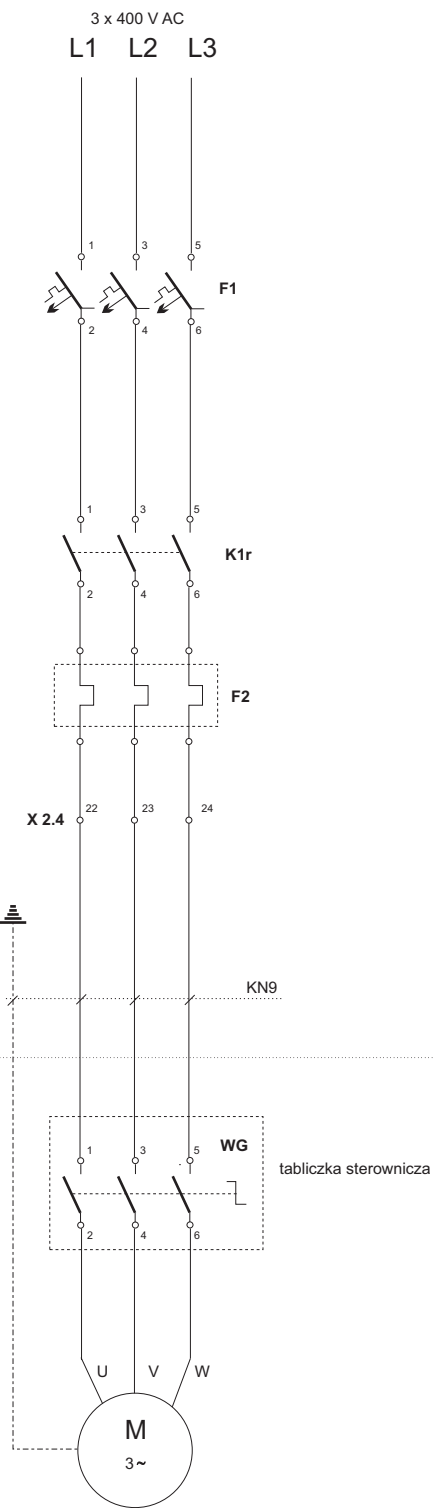 3 x 400 V AC
L1 L2 L3
1 3 5
F1
2 4 6
1 3 5
K1r
2 4 6
F2
22 23 24
X 2.4
KN9
WG
1 3 5
tabliczka sterownicza
2 4 6
U V W
M
3~